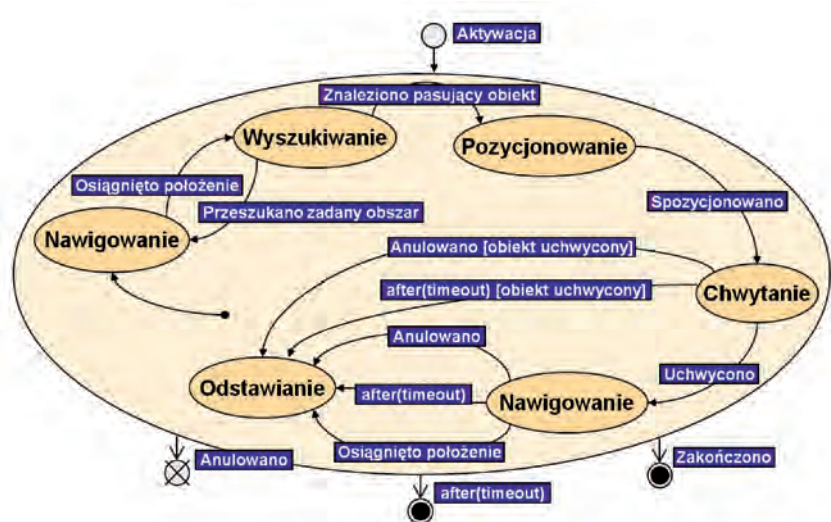 Aktywacja
Znaleziono pasujący obiekt
Wyszukiwanie
Pozycjonowanie
Osiągnięto położenie
Spozycjonowano
Przeszukano zadany obszar
Nawigowanie
Anulowano [obiekt uchwycony]
after(timeout) [obiekt uchwycony]
Chwytanie
Anulowano
Uchwycono
Odstawianie
after(timeout)
Nawigowanie
Osiągnięto położenie
Anulowano
Zakończono
after(timeout)